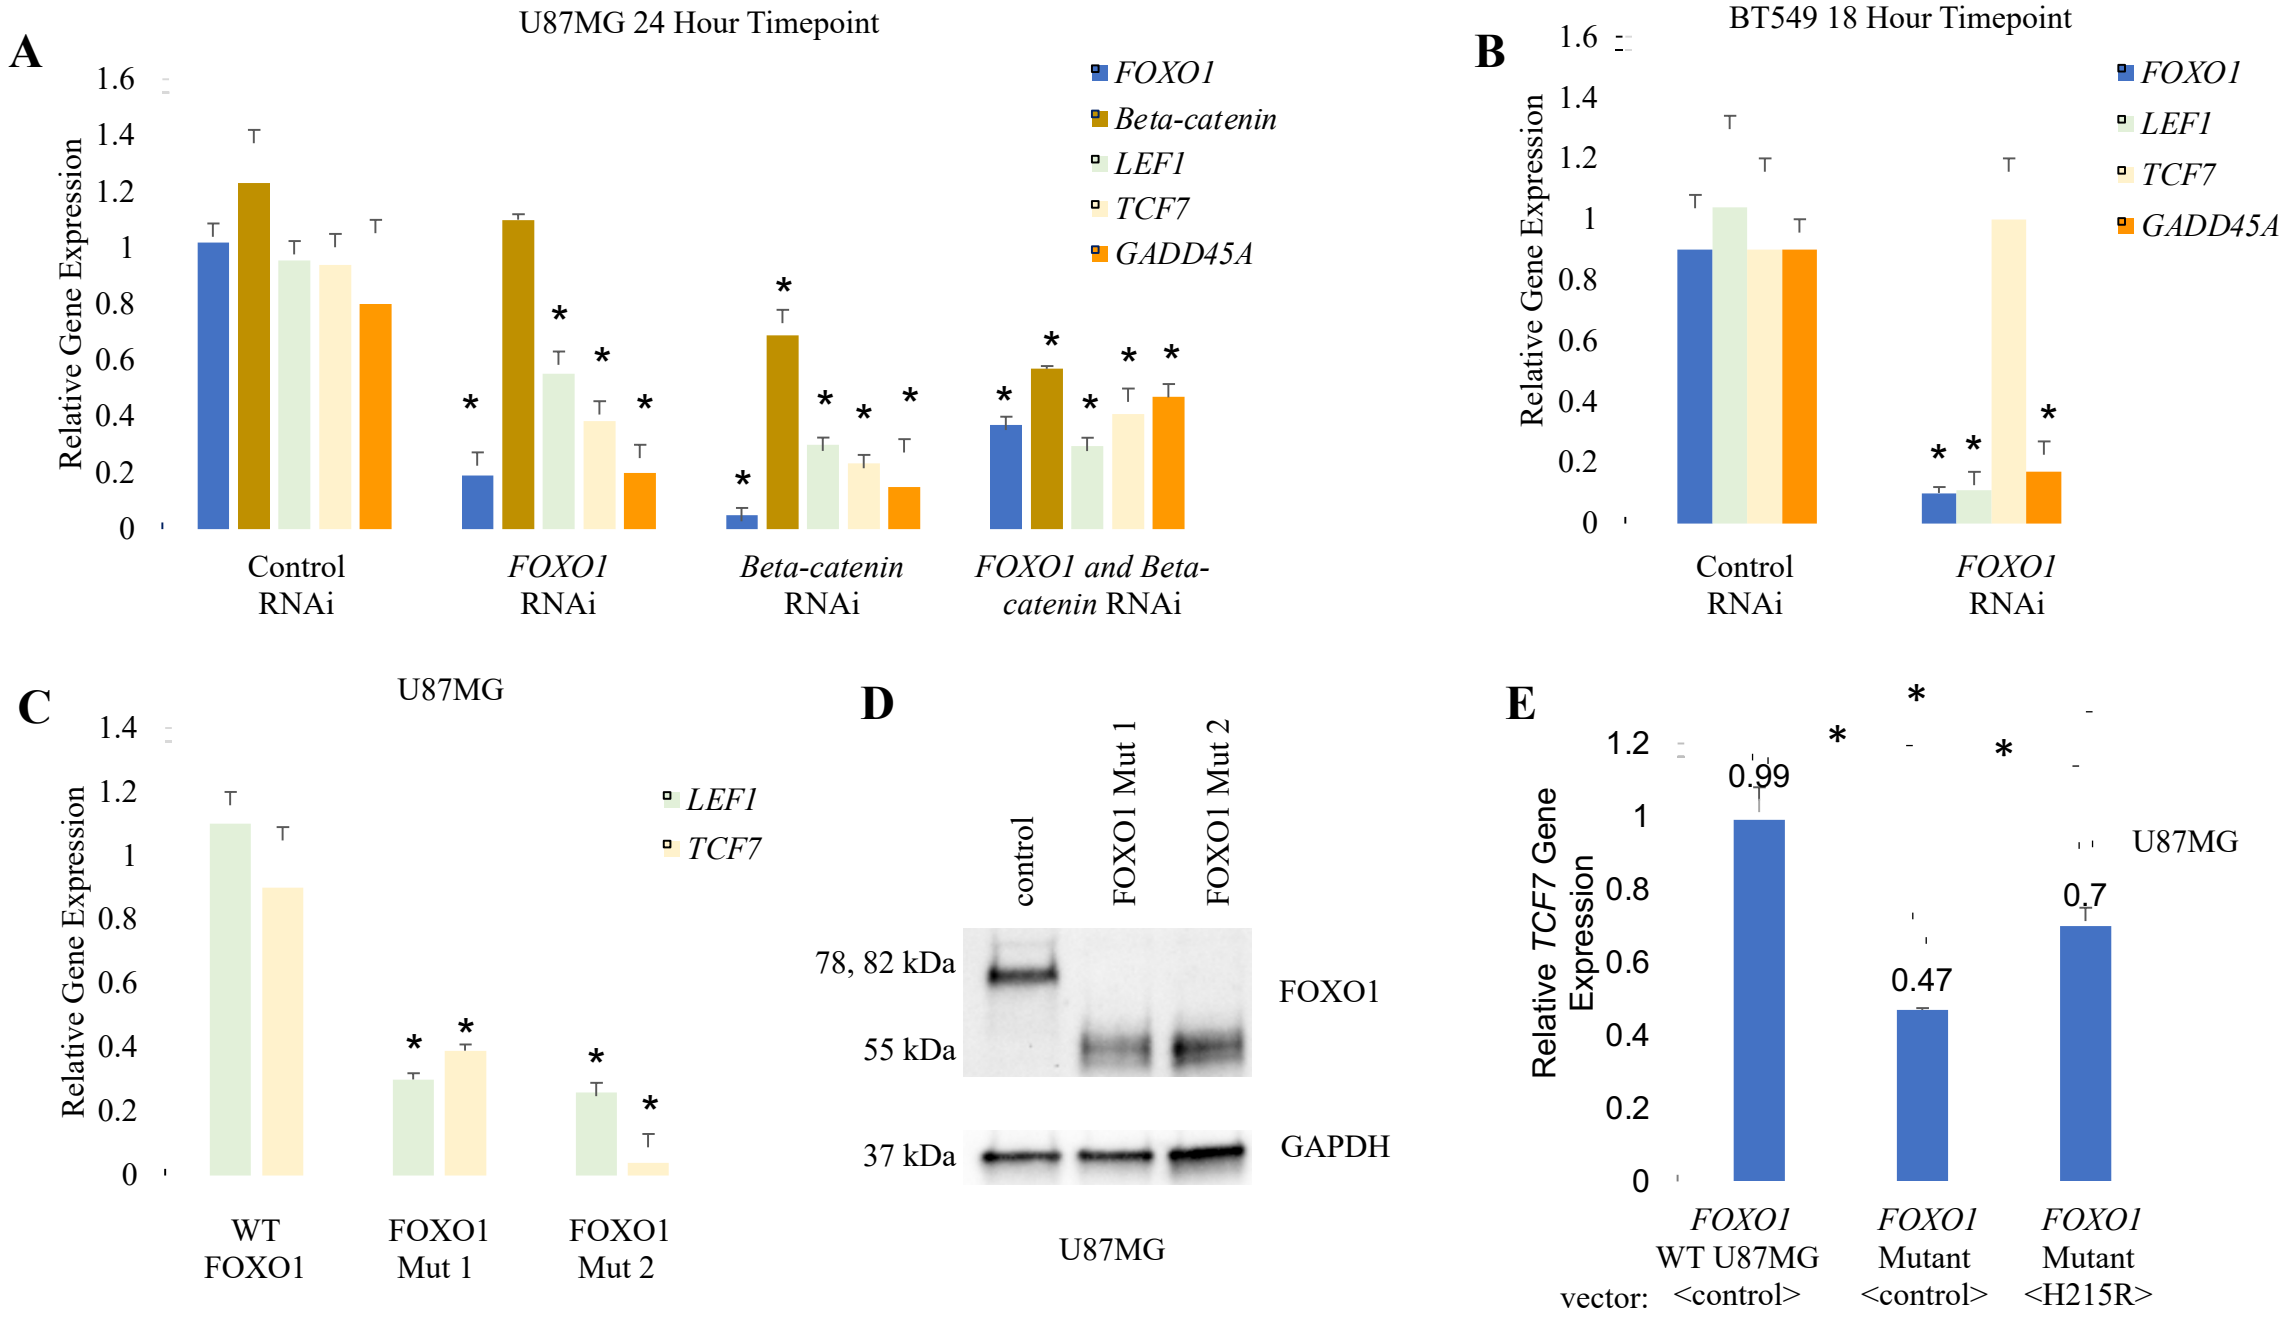 A
U87MG 24 Hour Timepoint
Relative Gene Expression
1.6
1.4
1.2
1
0.8
0.6
0.4
0.2
0
FOXO1
Beta-catenin
LEF1
TCF7
GADD45A
* * * *
* * * * *
* * * * *
Control
RNAi
FOXO1
RNAi
Beta-catenin
RNAi
FOXO1 and Beta-
catenin RNAi
B
BT549 18 Hour Timepoint
Relative Gene Expression
1.6
1.4
1.2
1
0.8
0.6
0.4
0.2
0
FOXO1
LEF1
TCF7
GADD45A
* * *
Control
RNAi
FOXO1
RNAi
C
U87MG
Relative Gene Expression
1.4
1.2
1
0.8
0.6
0.4
0.2
0
LEF1
TCF7
* *
* *
WT
FOXO1
FOXO1
Mut 1
FOXO1
Mut 2
D
control
FOXO1 Mut 1
FOXO1 Mut 2
78, 82 kDa
55 kDa
37 kDa
FOXO1
GAPDH
U87MG
E
Relative TCF7 Gene
Expression
1.2
1
0.8
0.6
0.4
0.2
0
* * *
0.99
0.47
0.7
U87MG
FOXO1
WT U87MG
<control>
FOXO1
Mutant
<control>
FOXO1
Mutant
<H215R>
vector: